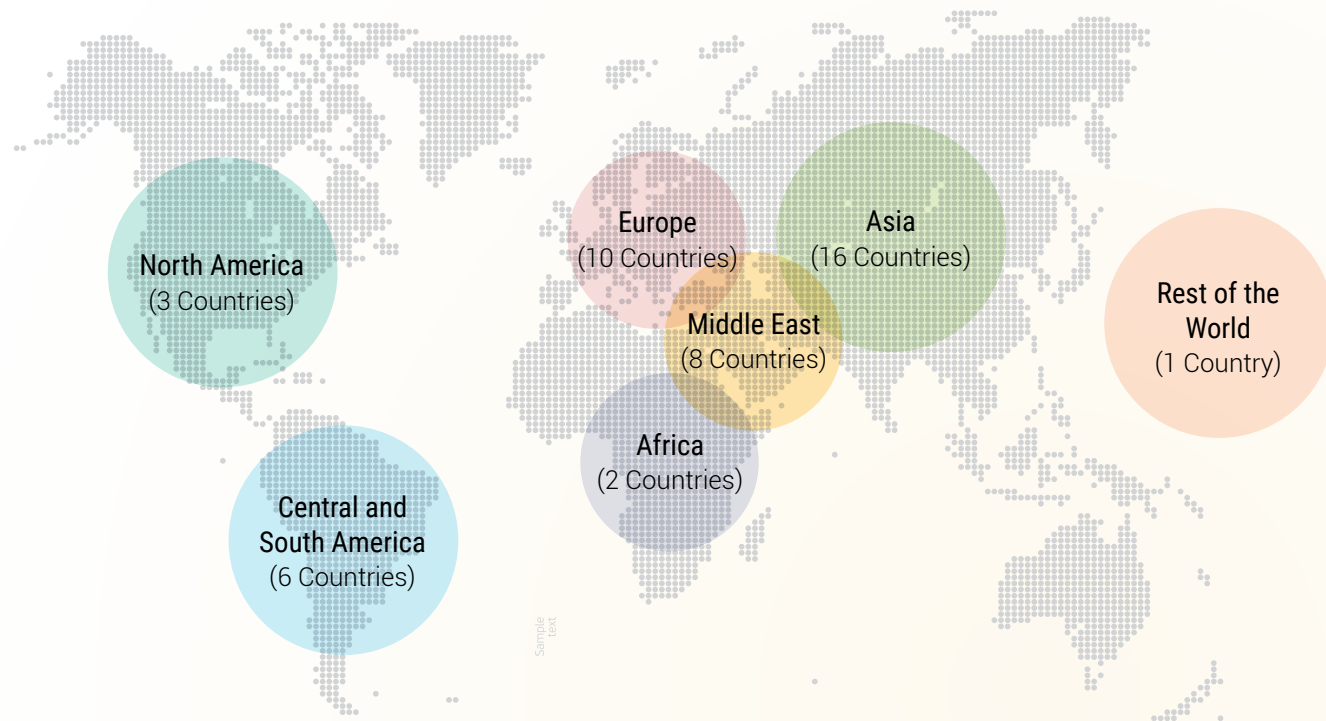 North America
(3 Countries)
Central and
South America
(6 Countries)
Europe
(10 Countries)
Middle East
(8 Countries)
Africa
(2 Countries)
Asia
(16 Countries)
Rest of the
World
(1 Country)
Sample
text